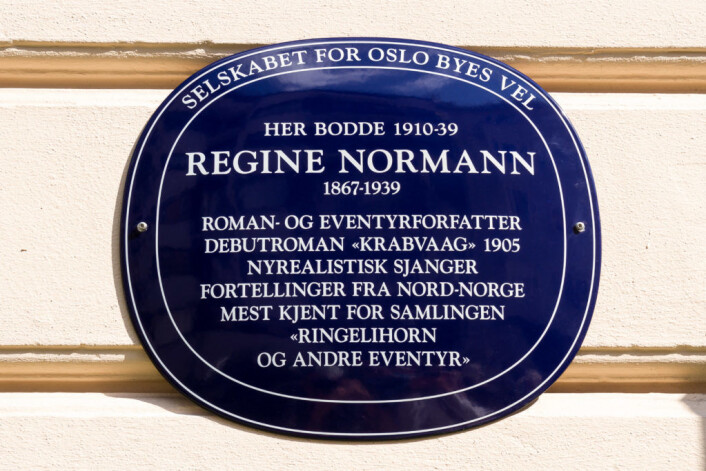 SELSKABET FOR OSLO BYES VEL
HER BODDE 1910-39
REGINE NORMANN
1867-1939
ROMAN- OG EVENTYRFORFATTER
DEBUTROMAN «KRABVAAG» 1905
NYREALISTISK SJANGER
FORTELLINGER FRA NORD-NORGE
MEST KJENT FOR SAMLINGEN
«RINGELIHORN
OG ANDRE EVENTYR»